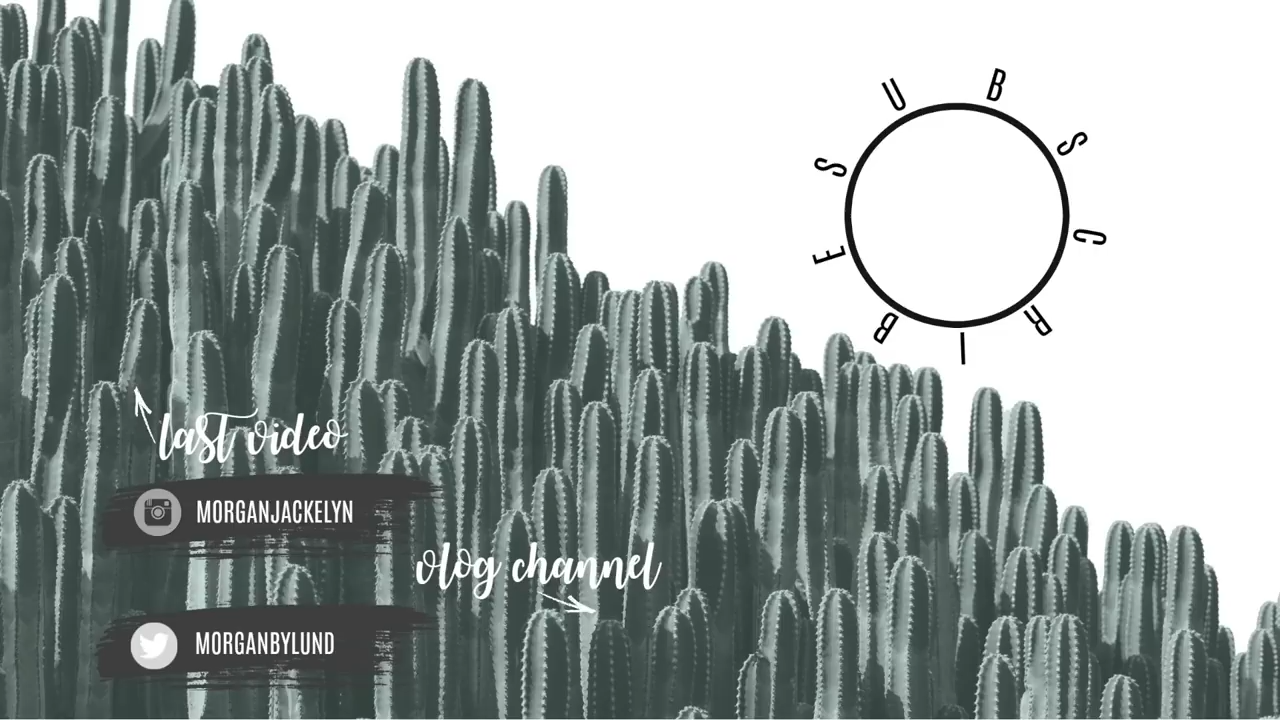 SUBSCRIBE
last video
MORGANJACKELYN
vlog channel
MORGANBYLUND